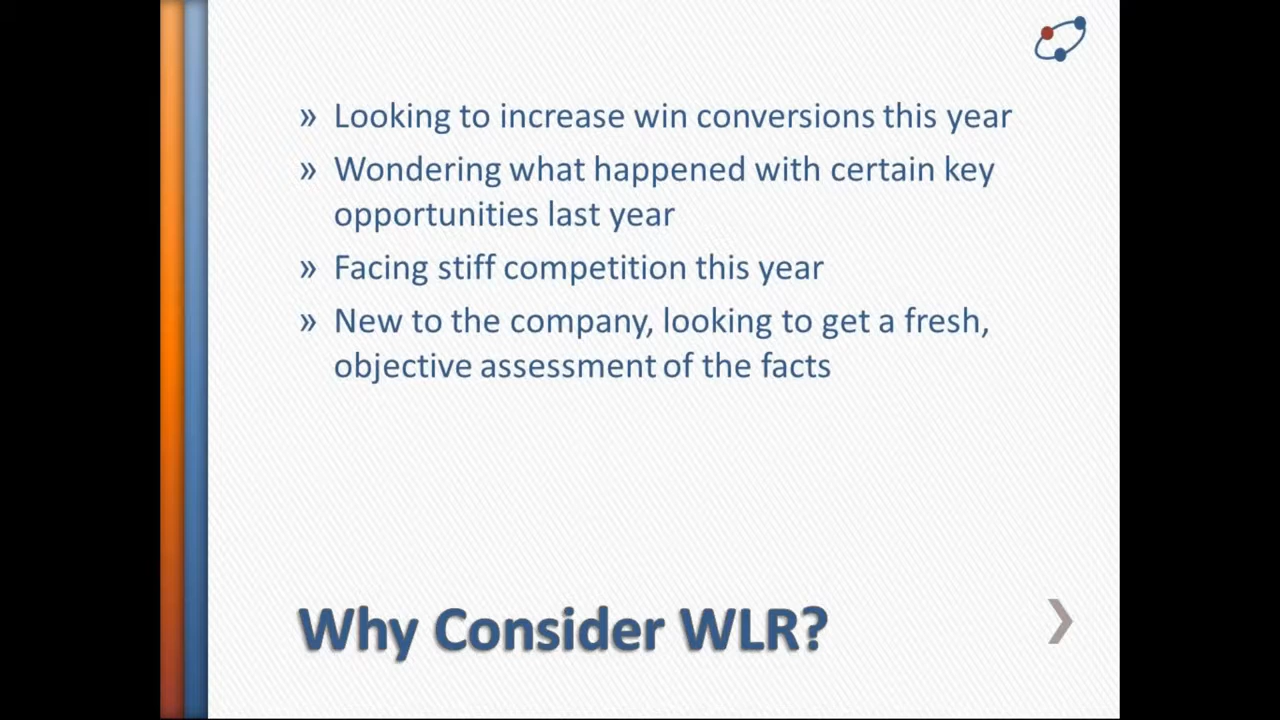 » Looking to increase win conversions this year
» Wondering what happened with certain key
opportunities last year
» Facing stiff competition this year
» New to the company, looking to get a fresh,
objective assessment of the facts
Why Consider WLR?